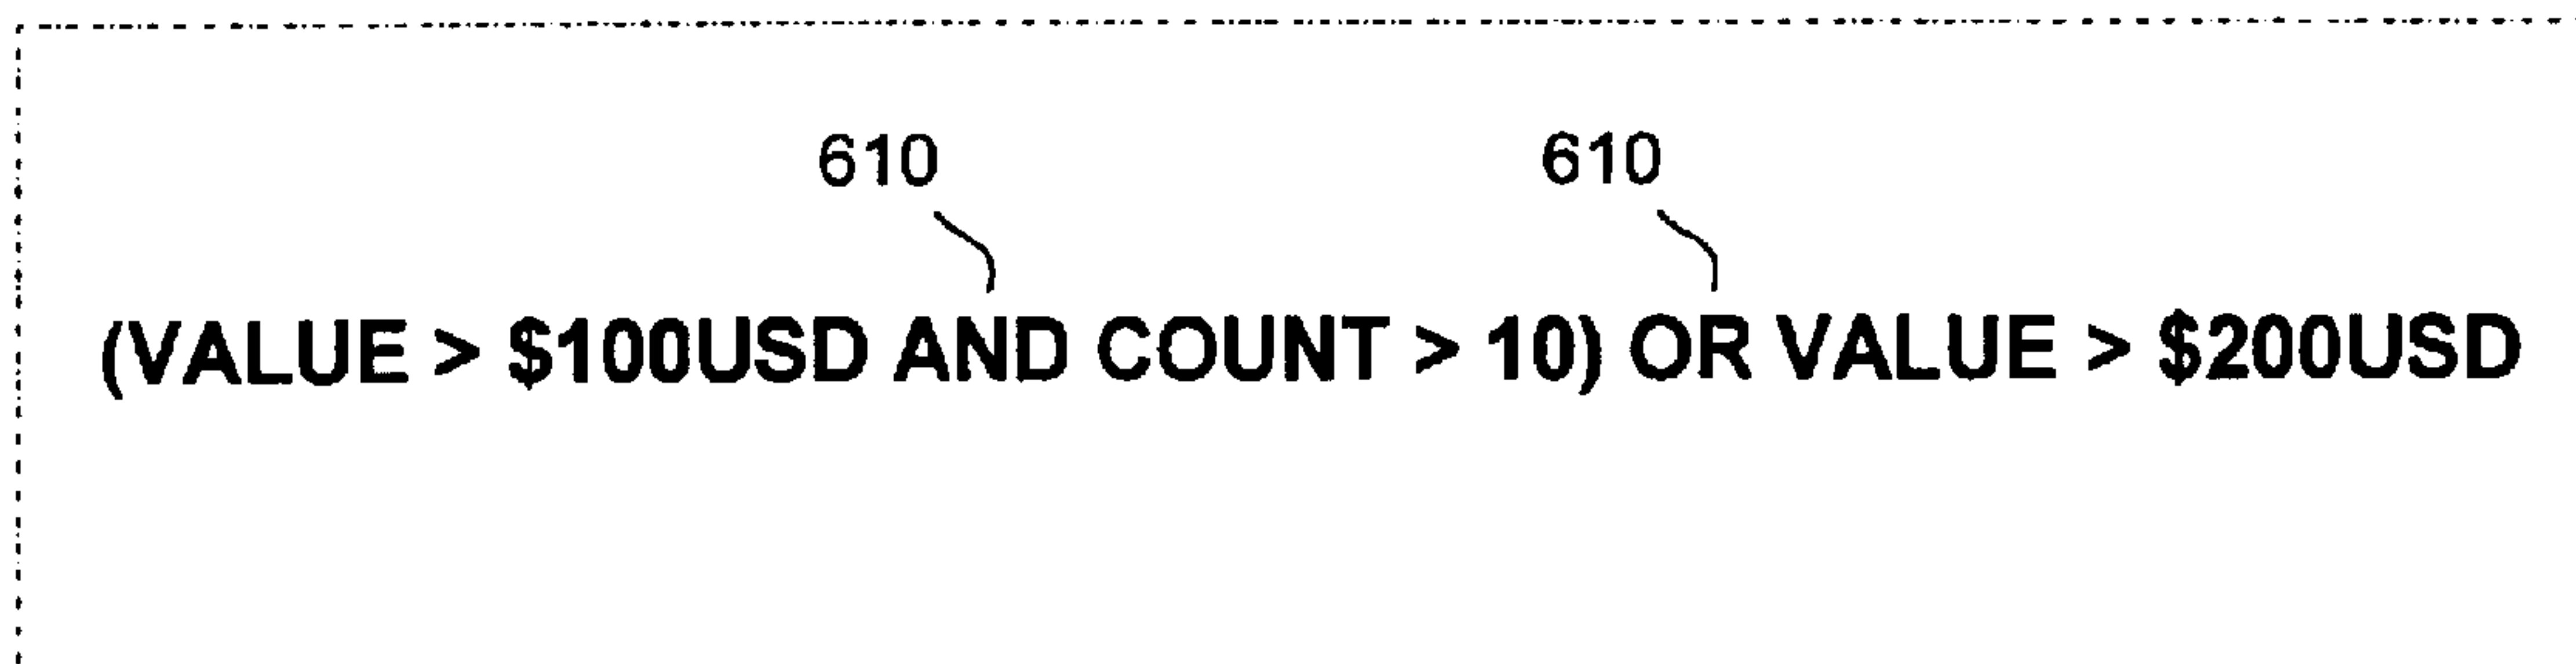 610 610
(VALUE > $100USD AND COUNT > 10) OR VALUE > $200USD